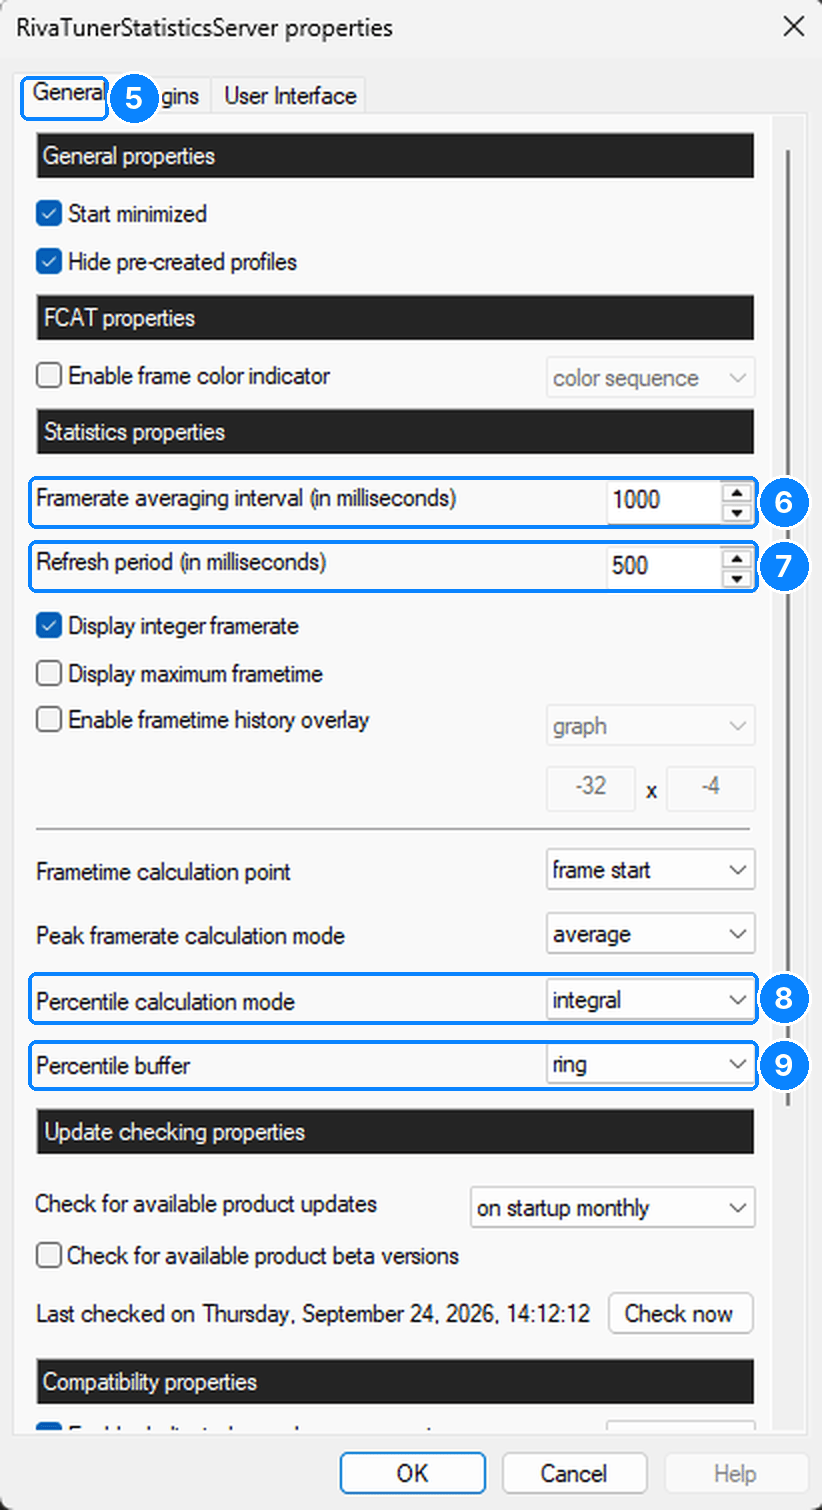 RivaTunerStatisticsServer properties
General 5 gins User Interface
General properties
Start minimized
Hide pre-created profiles
FCAT properties
Enable frame color indicator color sequence
Statistics properties
Framerate averaging interval (in milliseconds) 1000 6
Refresh period (in milliseconds) 500 7
Display integer framerate
Display maximum frametime
Enable frametime history overlay graph
-32 x -4
Frametime calculation point frame start
Peak framerate calculation mode average
Percentile calculation mode integral 8
Percentile buffer ring 9
Update checking properties
Check for available product updates on startup monthly
Check for available product beta versions
Last checked on Thursday, September 24, 2026, 14:12:12 Check now
Compatibility properties
OK Cancel Help